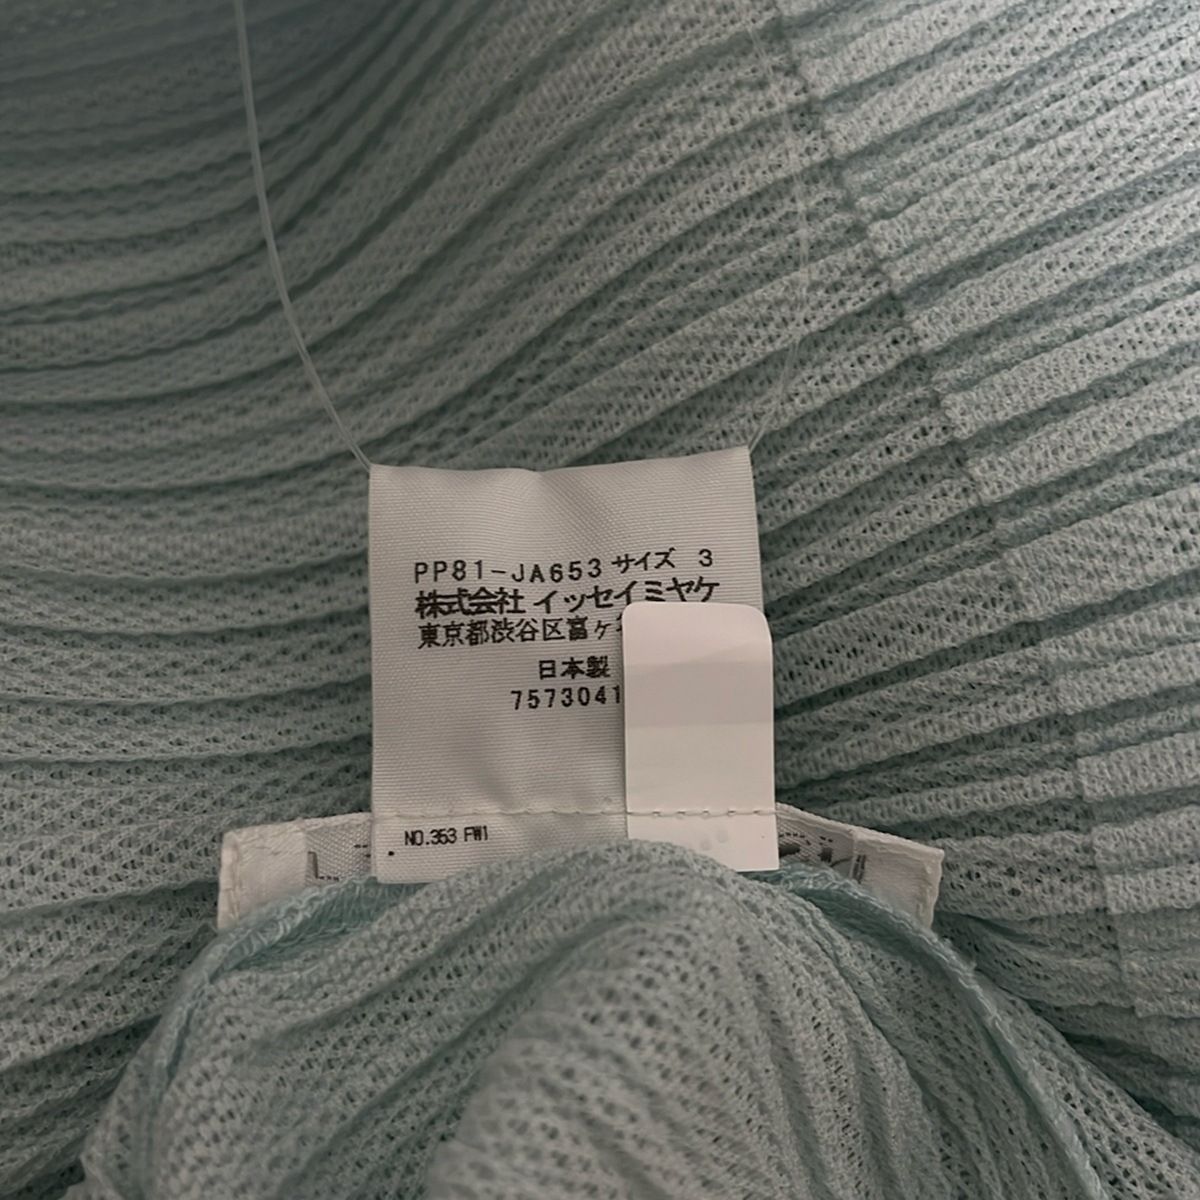 PP81-JA653 サイズ 3
株式会社 イッセイミヤケ
東京都渋谷区富ヶ
日本製
7573041
NO.353 FW1